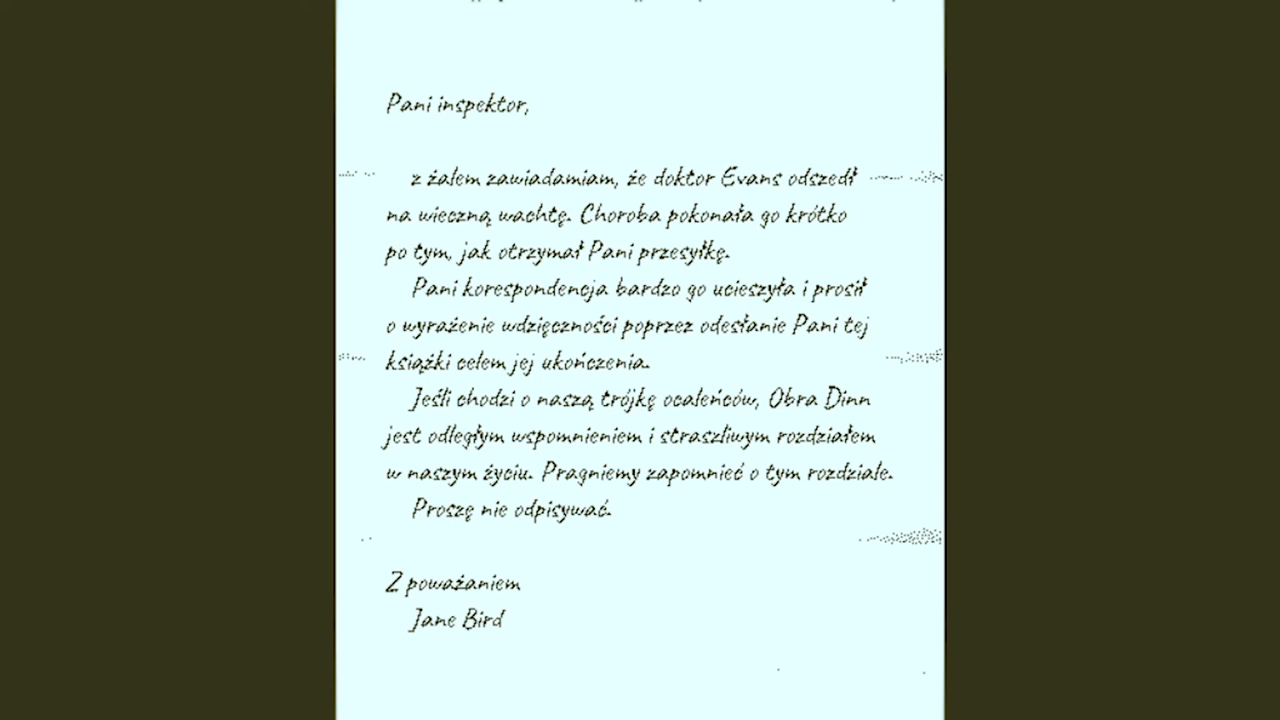 Pani inspektor,
z żalem zawiadamiam, że doktor Evans odszedł
na wieczną wachtę. Choroba pokonała go krótko
po tym, jak otrzymał Pani przesyłkę.
Pani korespondencja bardzo go ucieszyła i prosił
o wyrażenie wdzięczności poprzez odesłanie Pani tej
książki celem jej ukończenia.
Jeśli chodzi o naszą trójkę ocaleńców, Obra Dinn
jest odległym wspomnieniem i straszliwym rozdziałem
w naszym życiu. Pragniemy zapomnieć o tym rozdziale.
Proszę nie odpisywać.
Z poważaniem
Jane Bird